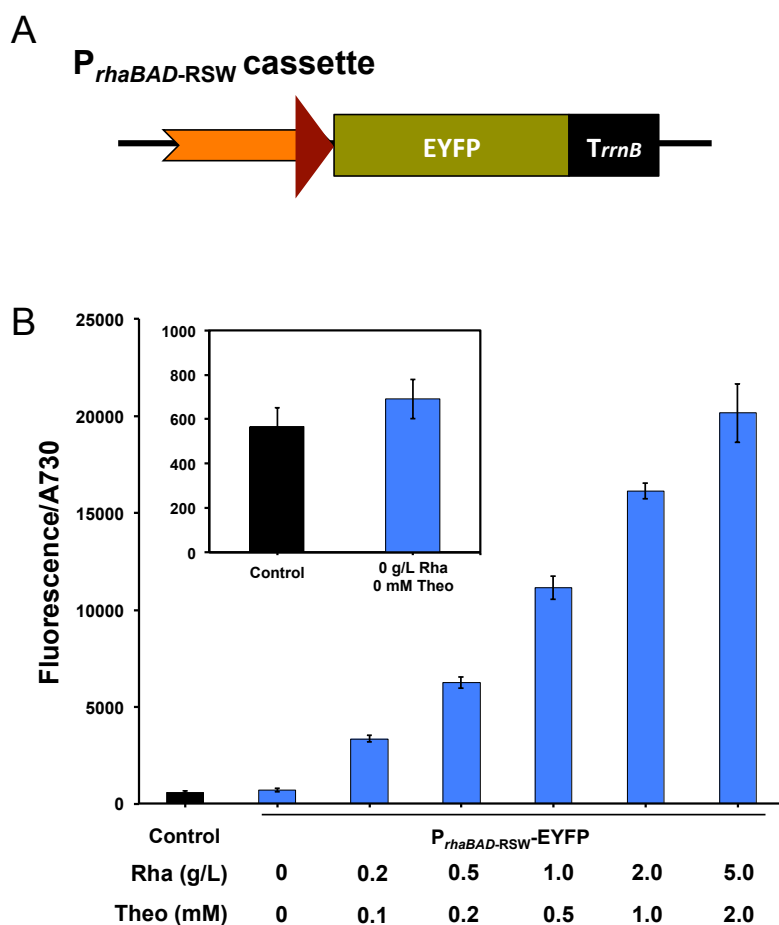 A
PrhaBAD-RSW cassette
EYFP
TrrnB
B
25000
20000
15000
10000
5000
0
Fluorescence/A730
1000
800
600
400
200
0
Control
0 g/L Rha
0 mM Theo
Control
PrhaBAD-RSW-EYFP
Rha (g/L) 0 0.2 0.5 1.0 2.0 5.0
Theo (mM) 0 0.1 0.2 0.5 1.0 2.0